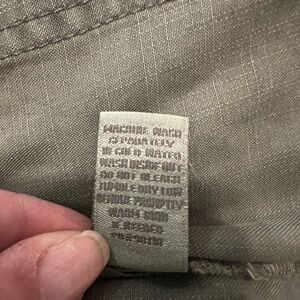 MACHINE WASH
SEPARATELY
IN COLD WATER
WASH INSIDE OUT
DO NOT BLEACH
TUMBLE DRY LOW
REMOVE PROMPTLY
WARM IRON
IF NEEDED